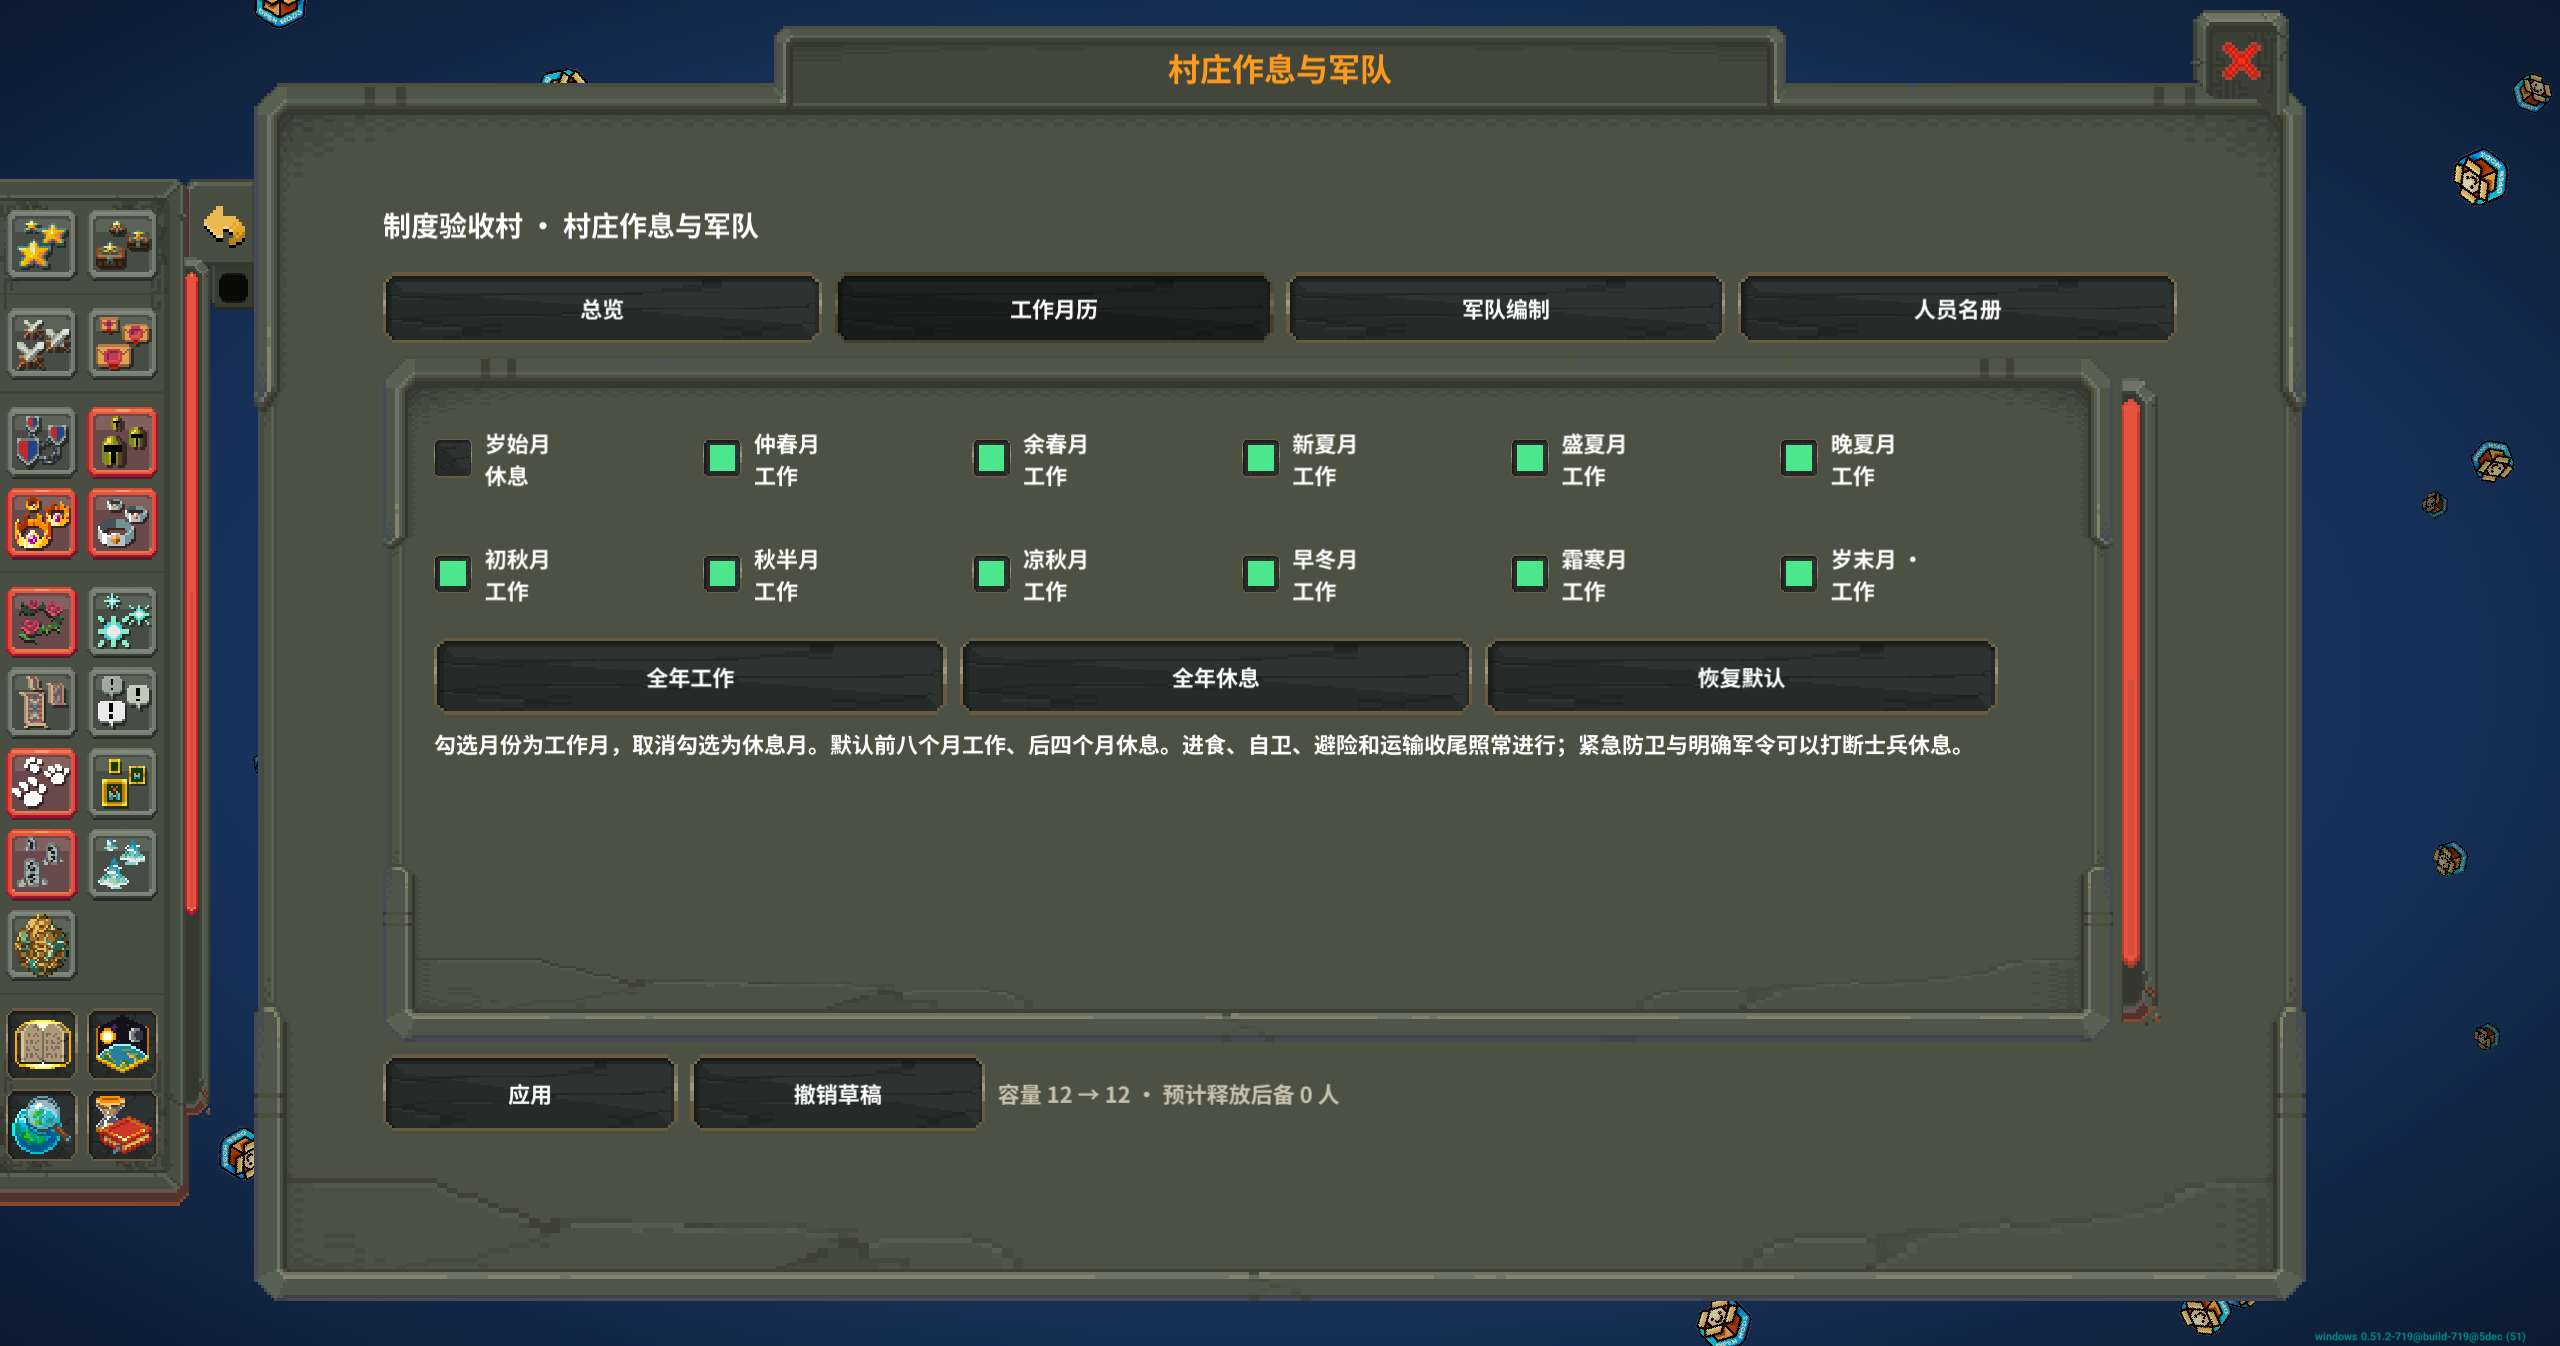 村庄作息与军队
制度验收村 · 村庄作息与军队
总览
工作月历
军队编制
人员名册
岁始月
休息
仲春月
工作
余春月
工作
新夏月
工作
盛夏月
工作
晚夏月
工作
初秋月
工作
秋半月
工作
凉秋月
工作
早冬月
工作
霜寒月
工作
岁末月 ·
工作
全年工作
全年休息
恢复默认
勾选月份为工作月，取消勾选为休息月。默认前八个月工作、后四个月休息。进食、自卫、避险和运输收尾照常进行；紧急防卫与明确军令可以打断士兵休息。
应用
撤销草稿
容量 12 → 12 · 预计释放后备 0 人
windows 0.51.2-719@build-719@5dec (51)